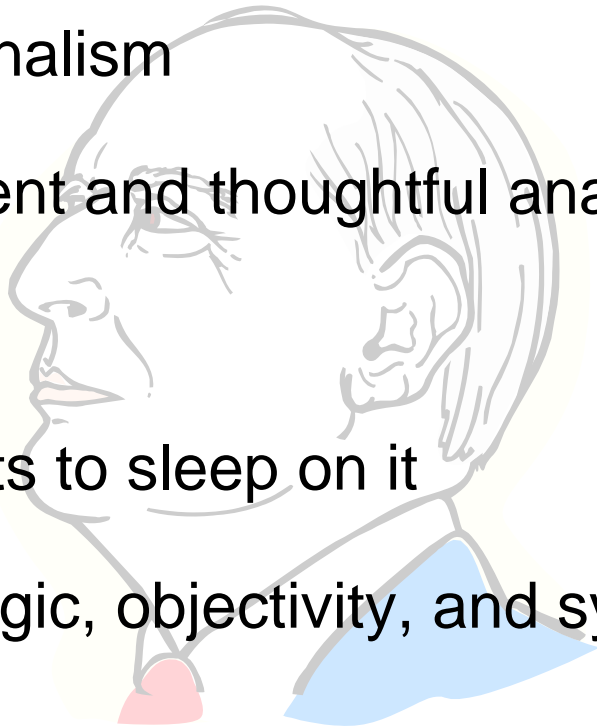 nalism
ent and thoughtful ana
ts to sleep on it
gic, objectivity, and sy